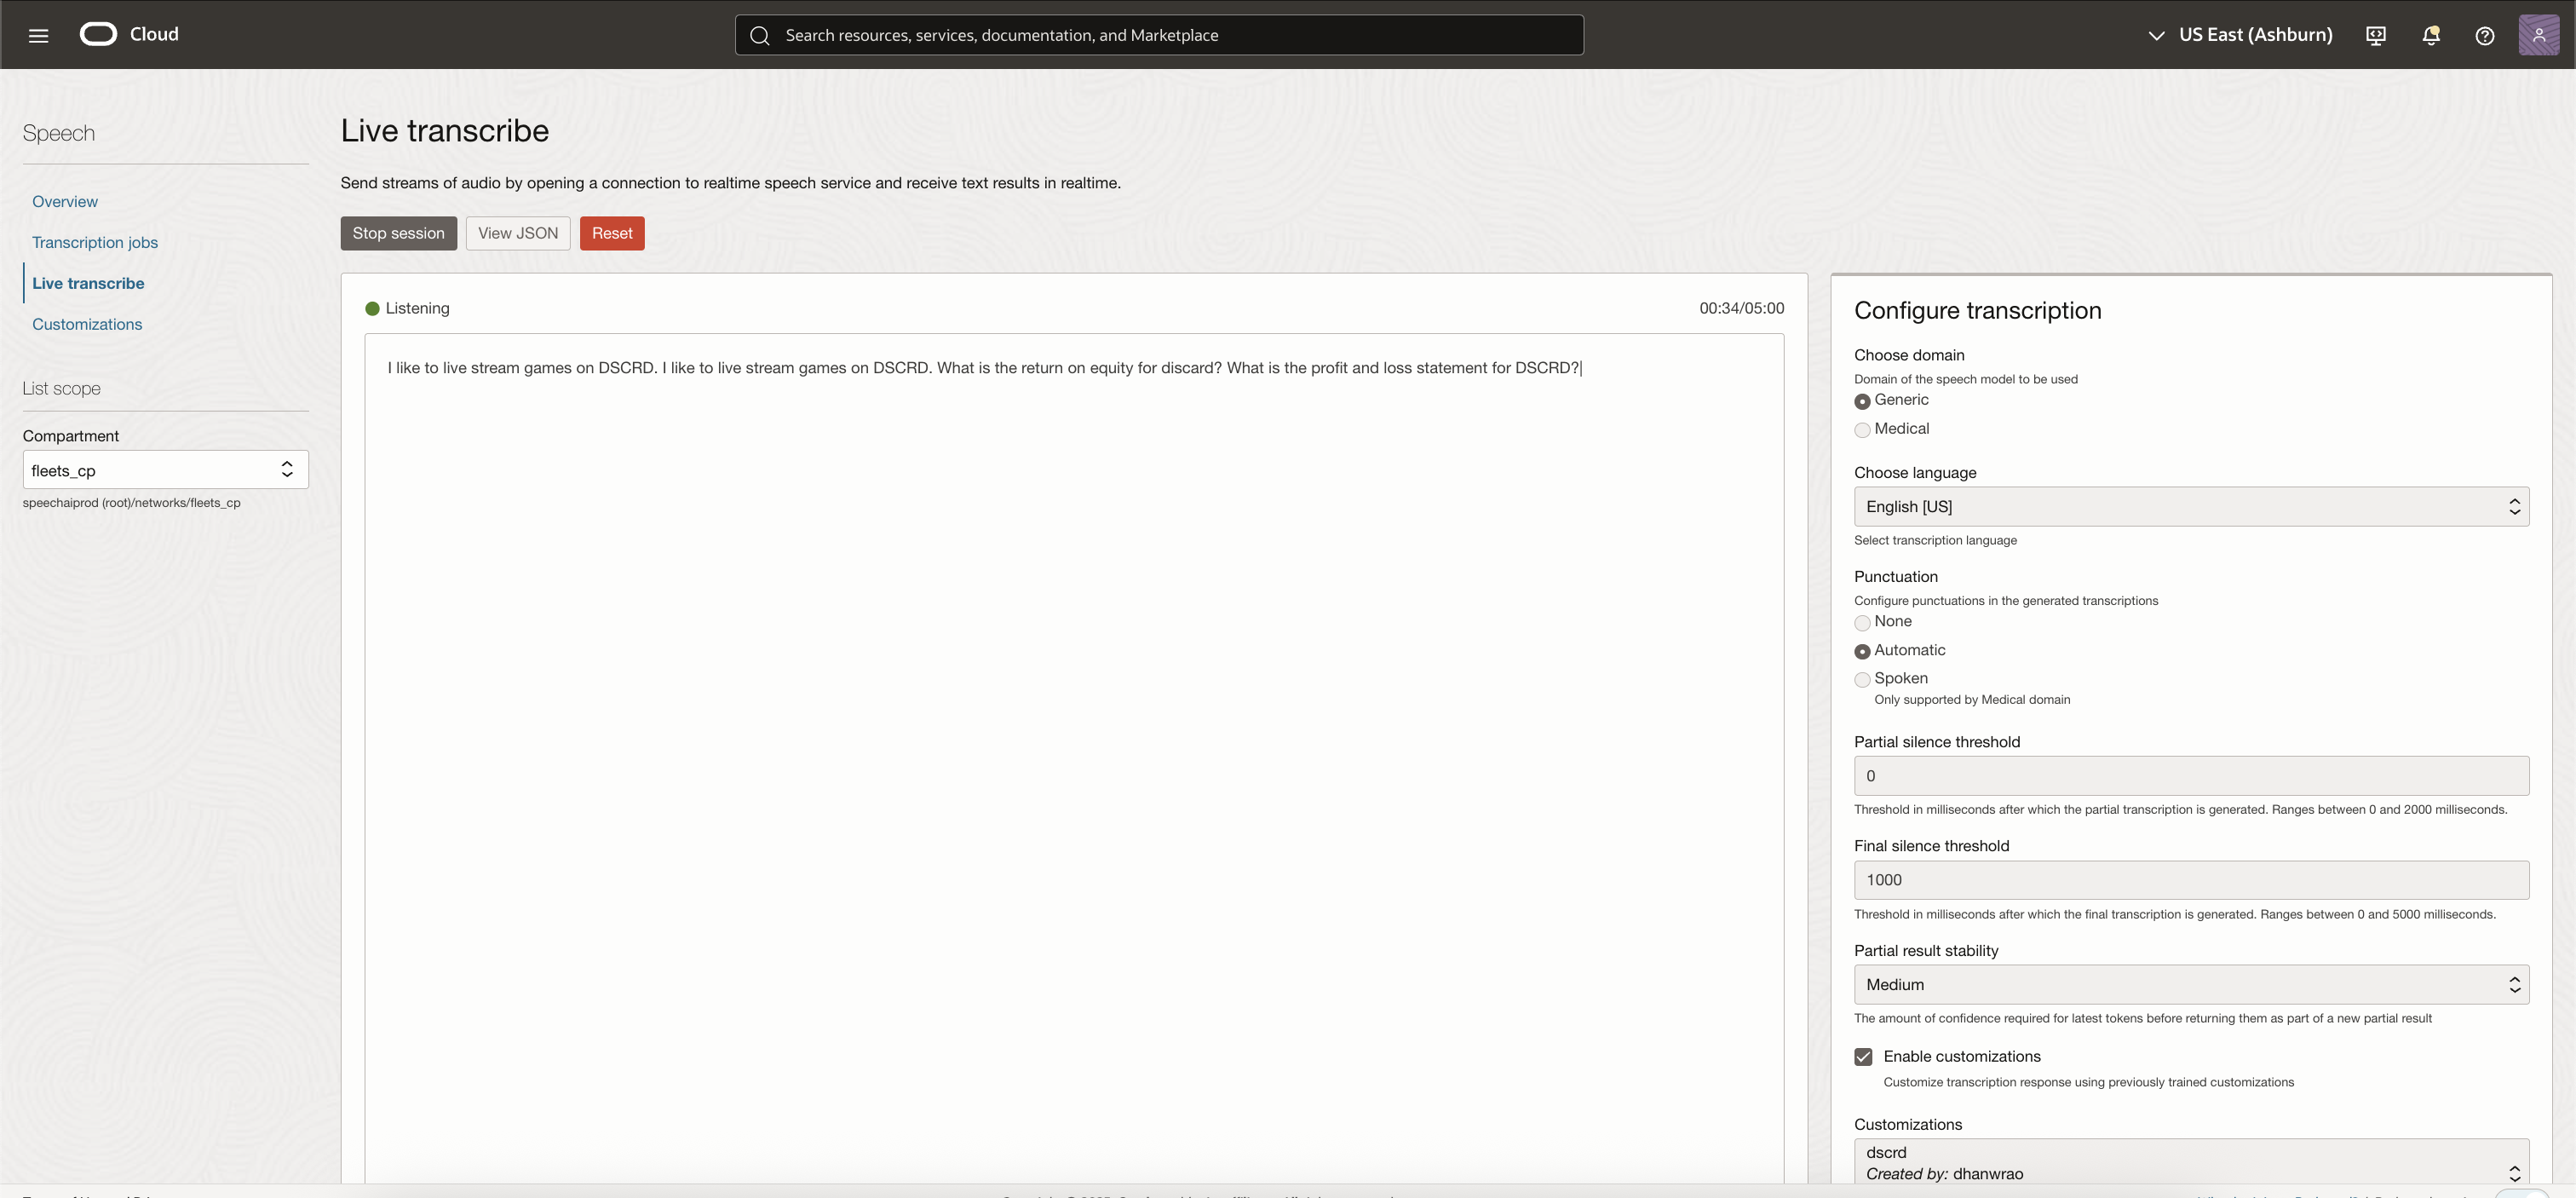 Cloud
Search resources, services, documentation, and Marketplace
US East (Ashburn)
Speech
Overview
Transcription jobs
Live transcribe
Customizations
List scope
Compartment
fleets_cp
speechaiprod (root)/networks/fleets_cp
Live transcribe
Send streams of audio by opening a connection to realtime speech service and receive text results in realtime.
Stop session
View JSON
Reset
Listening
00:34/05:00
I like to live stream games on DSCRD. I like to live stream games on DSCRD. What is the return on equity for discard? What is the profit and loss statement for DSCRD?
Configure transcription
Choose domain
Domain of the speech model to be used
Generic
Medical
Choose language
English [US]
Select transcription language
Punctuation
Configure punctuations in the generated transcriptions
None
Automatic
Spoken
Only supported by Medical domain
Partial silence threshold
0
Threshold in milliseconds after which the partial transcription is generated. Ranges between 0 and 2000 milliseconds.
Final silence threshold
1000
Threshold in milliseconds after which the final transcription is generated. Ranges between 0 and 5000 milliseconds.
Partial result stability
Medium
The amount of confidence required for latest tokens before returning them as part of a new partial result
Enable customizations
Customize transcription response using previously trained customizations
Customizations
dscrd
Created by: dhanwrao